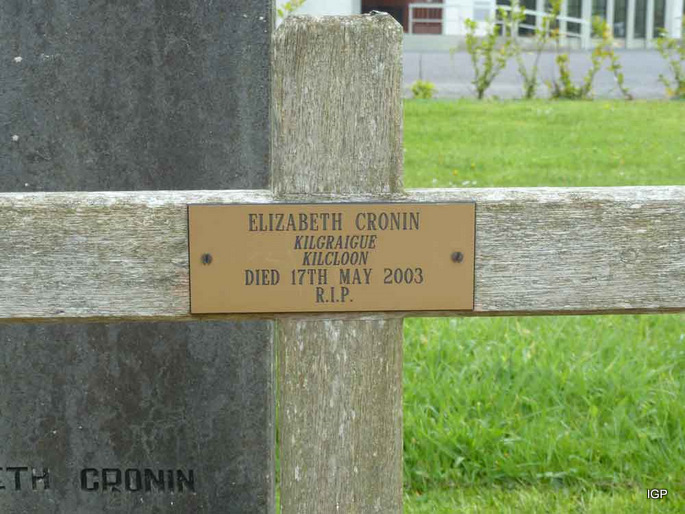 ELIZABETH CRONIN
KILGRAIGUE
KILCLOON
DIED 17TH MAY 2003
R.I.P.
ETH CRONIN
IGP